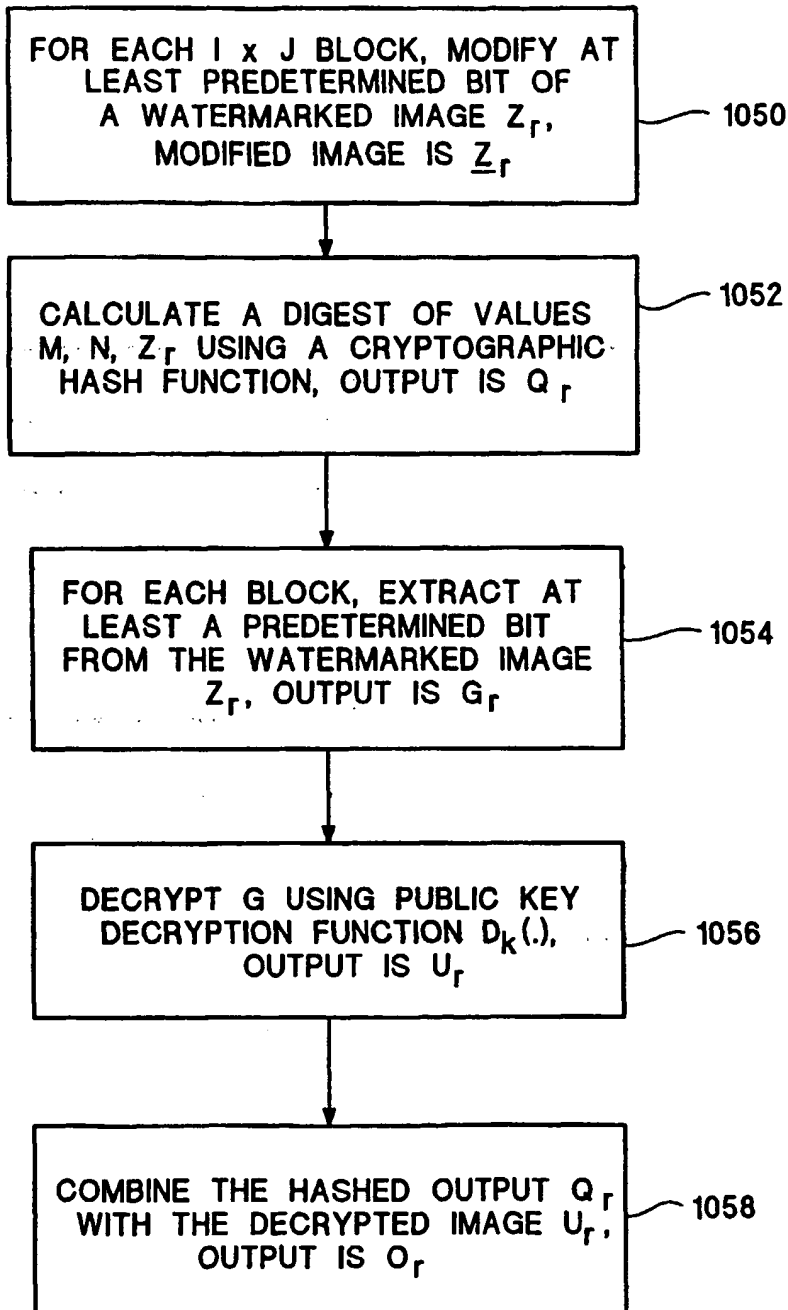 FOR EACH I x J BLOCK, MODIFY AT
LEAST PREDETERMINED BIT OF
A WATERMARKED IMAGE Zr,
MODIFIED IMAGE IS Zr
1050
CALCULATE A DIGEST OF VALUES
M, N, Zr USING A CRYPTOGRAPHIC
HASH FUNCTION, OUTPUT IS Qr
1052
FOR EACH BLOCK, EXTRACT AT
LEAST A PREDETERMINED BIT
FROM THE WATERMARKED IMAGE
Zr, OUTPUT IS Gr
1054
DECRYPT G USING PUBLIC KEY
DECRYPTION FUNCTION Dk(.),
OUTPUT IS Ur
1056
COMBINE THE HASHED OUTPUT Qr
WITH THE DECRYPTED IMAGE Ur,
OUTPUT IS Or
1058